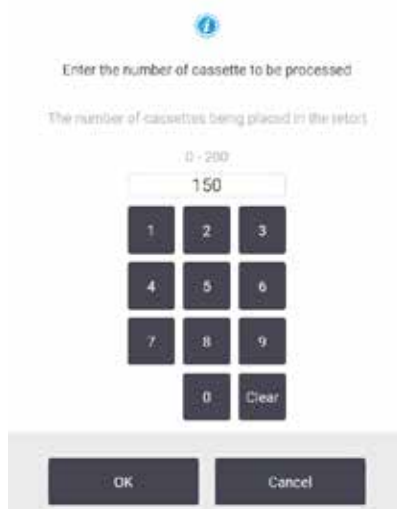 Enter the number of cassette to be processed
The number of cassettes being placed in the retort
0 - 200
150
1 2 3
4 5 6
7 8 9
0 Clear
OK Cancel